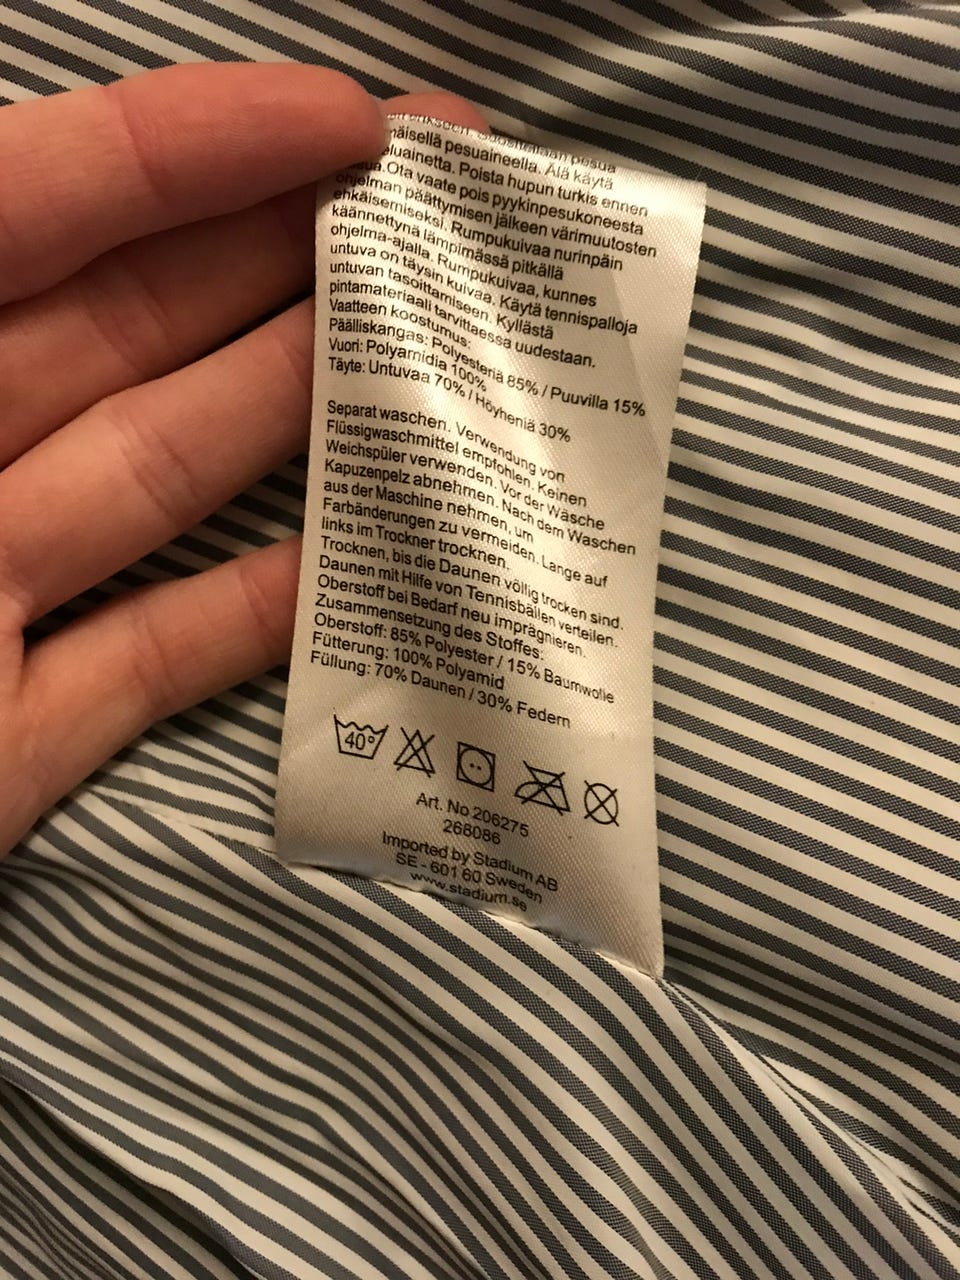 erikseen. Suositellaan pesua
mäisellä pesuaineella. Älä käytä
eluainetta. Poista hupun turkis ennen
Ota vaate pois pyykinpesukoneesta
ohjelman päättymisen jälkeen värimuutosten
ehkäisemiseksi. Rumpukuivaa nurinpäin
käännettynä lämpimässä pitkällä
ohjelma-ajalla. Rumpukuivaa, kunnes
untuva on täysin kuivaa. Käytä tennispalloja
untuvan tasoittamiseen. Kyllästä
pintamateriaali tarvittaessa uudestaan.
Vaatteen koostumus:
Päälliskangas: Polyesteriä 85% / Puuvilla 15%
Vuori: Polyamidia 100%
Täyte: Untuvaa 70% / Höyheniä 30%
Separat waschen. Verwendung von
Flüssigwaschmittel empfohlen. Keinen
Weichspüler verwenden. Vor der Wäsche
Kapuzenpelz abnehmen. Nach dem Waschen
aus der Maschine nehmen, um
Farbänderungen zu vermeiden. Lange auf
links im Trockner trocknen.
Trocknen, bis die Daunen völlig trocken sind.
Daunen mit Hilfe von Tennisbällen verteilen.
Oberstoff bei Bedarf neu imprägnieren.
Zusammensetzung des Stoffes:
Oberstoff: 85% Polyester / 15% Baumwolle
Fütterung: 100% Polyamid
Füllung: 70% Daunen / 30% Federn
40°
Art. No 206275
268086
Imported by Stadium AB
SE - 601 60 Sweden
www.stadium.se